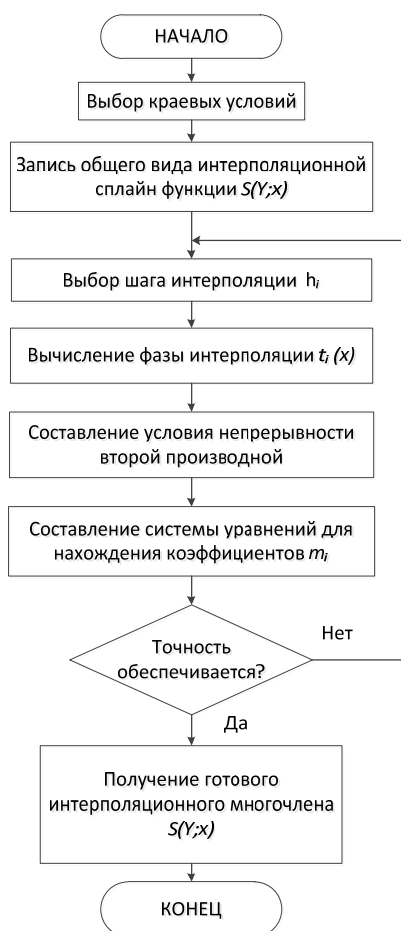 НАЧАЛО
Выбор краевых условий
Запись общего вида интерполяционной
сплайн функции S(Y;x)
Выбор шага интерполяции hᵢ
Вычисление фазы интерполяции tᵢ (x)
Составление условия непрерывности
второй производной
Составление системы уравнений для
нахождения коэффициентов mᵢ
Точность
обеспечивается?
Нет
Да
Получение готового
интерполяционного многочлена
S(Y;x)
КОНЕЦ